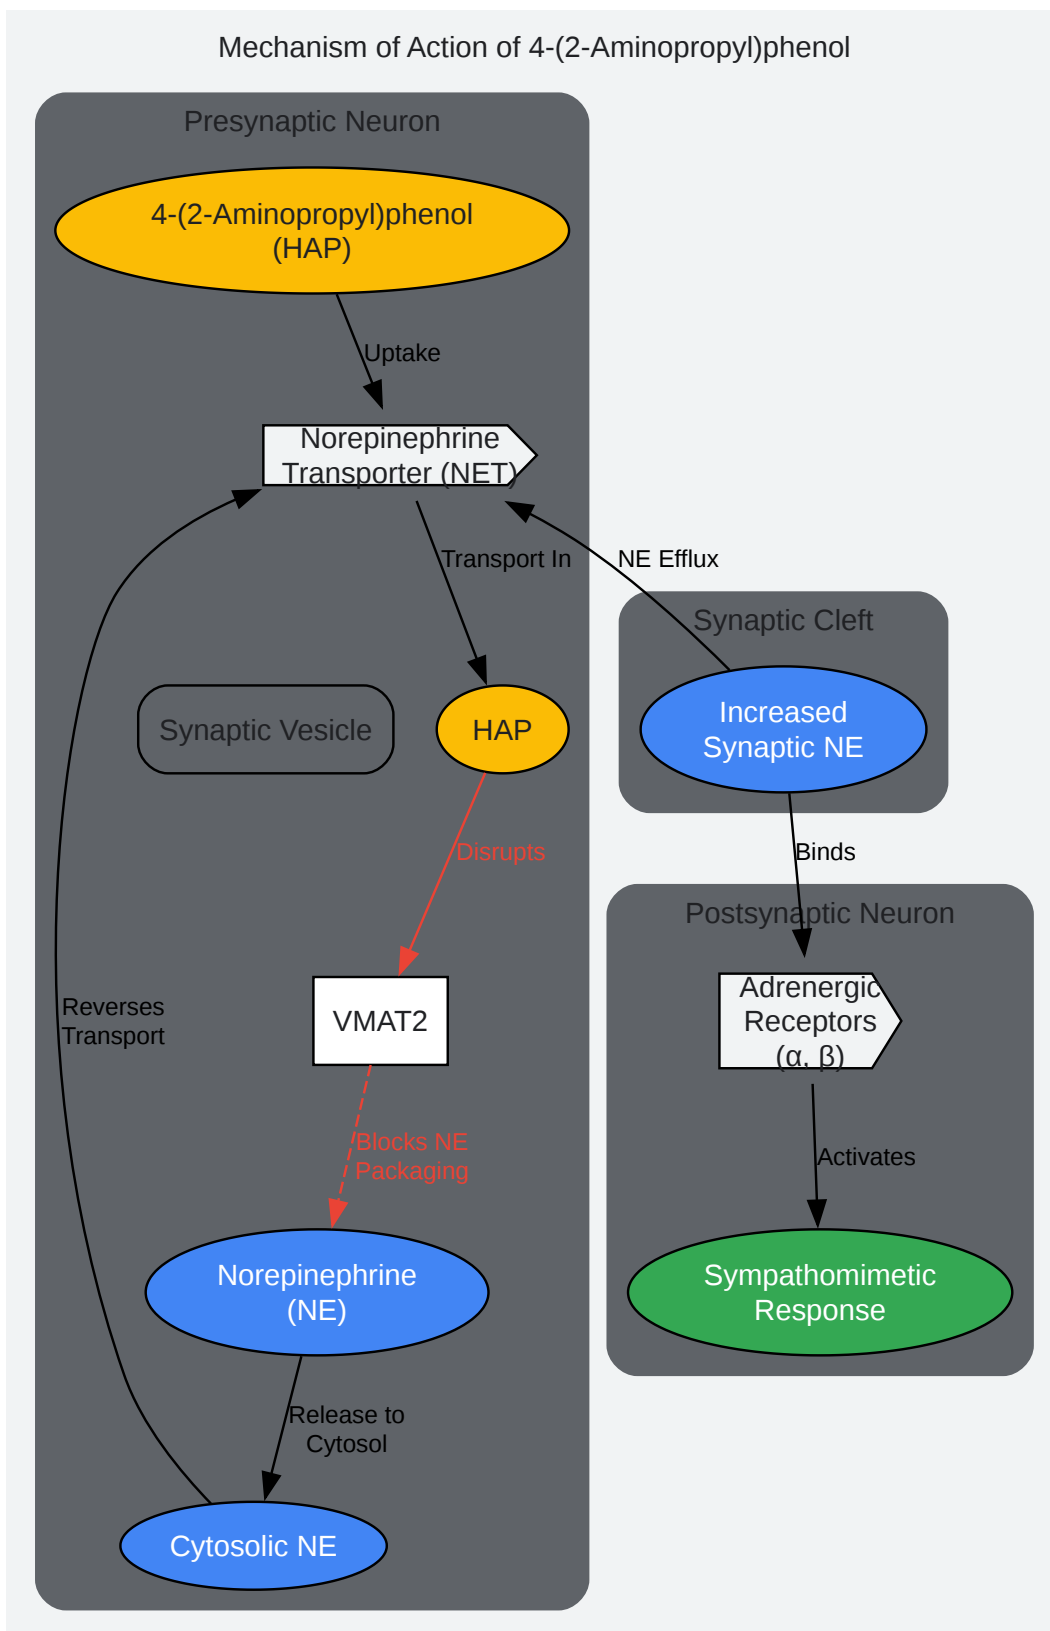 Mechanism of Action of 4-(2-Aminopropyl)phenol
Presynaptic Neuron
4-(2-Aminopropyl)phenol
(HAP)
Uptake
Norepinephrine
Transporter (NET)
Transport In
NE Efflux
Synaptic Cleft
Synaptic Vesicle
HAP
Increased
Synaptic NE
Disrupts
Binds
Postsynaptic Neuron
VMAT2
Adrenergic
Receptors
(α, β)
Reverses
Transport
Blocks NE
Packaging
Activates
Norepinephrine
(NE)
Sympathomimetic
Response
Release to
Cytosol
Cytosolic NE